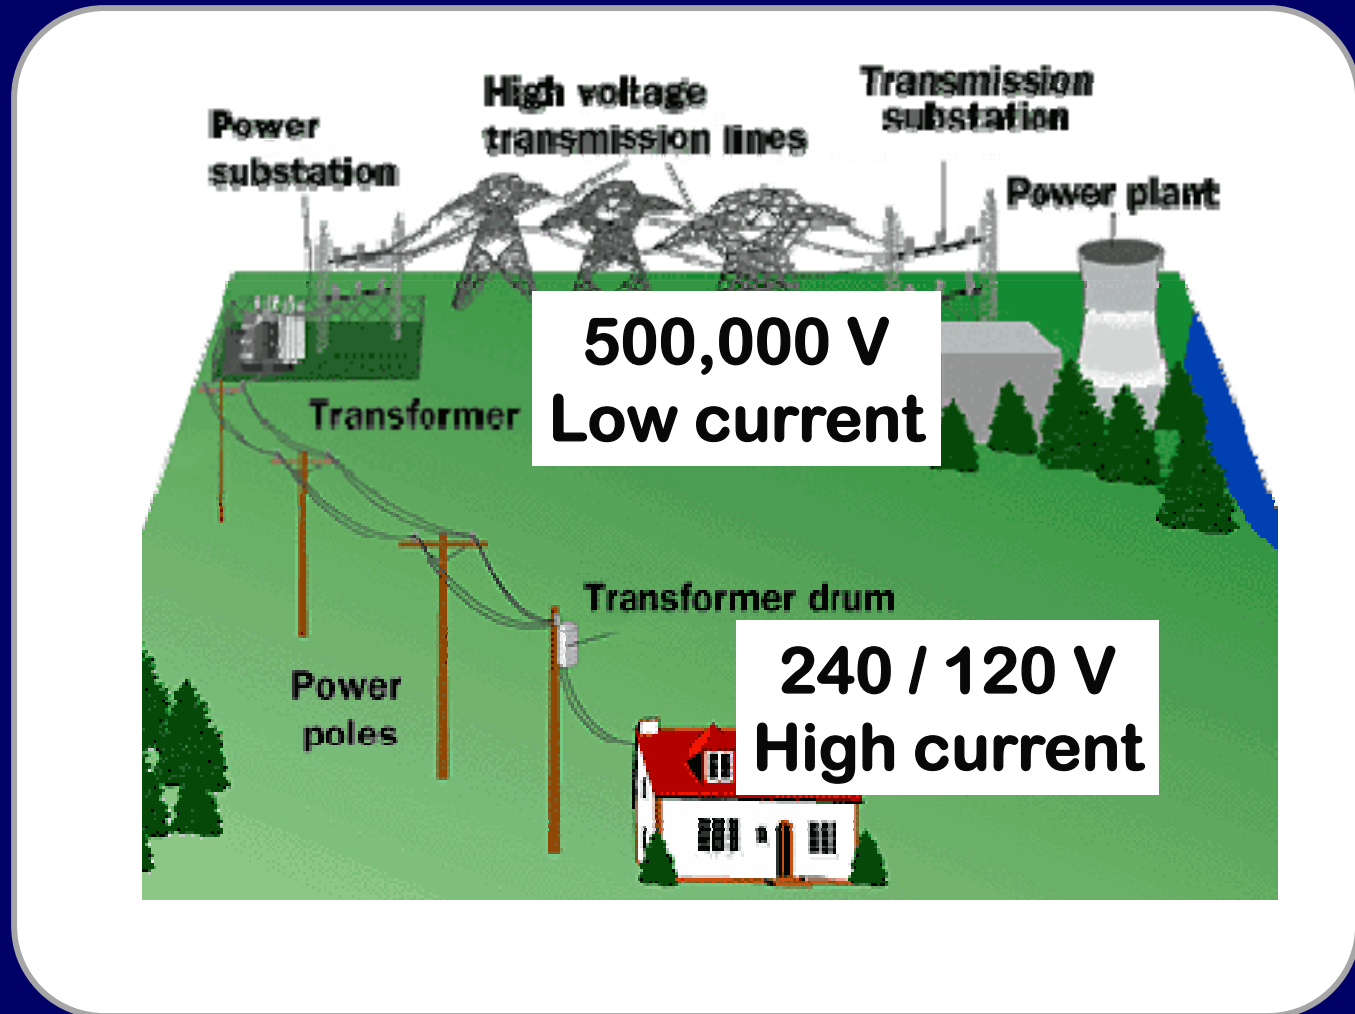 High voltage
transmission lines
Transmission
substation
Power
substation
Power plant
500,000 V
Low current
Transformer
Transformer drum
240 / 120 V
High current
Power
poles